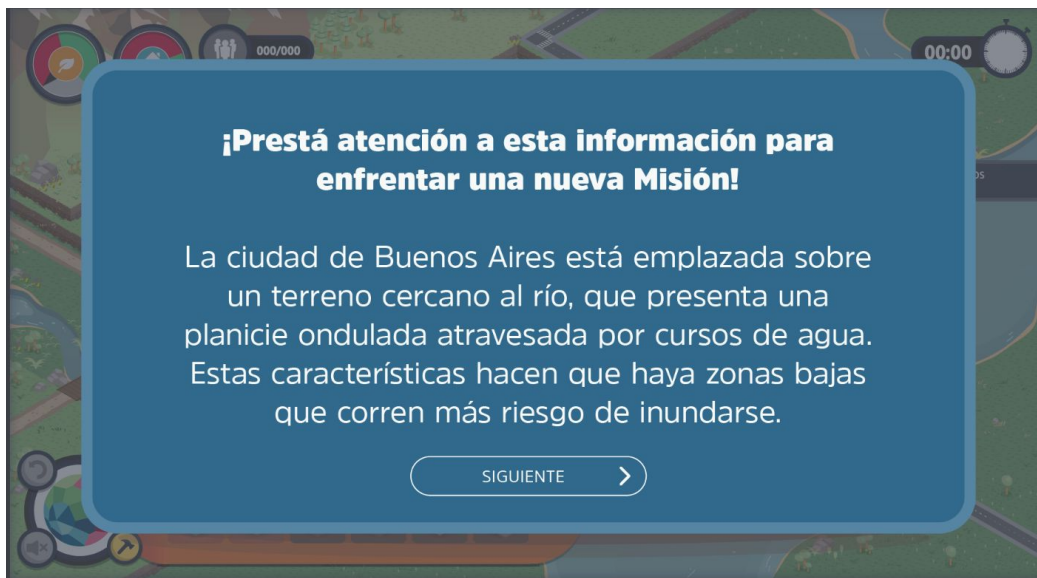 000/000
00:00
¡Prestá atención a esta información para
enfrentar una nueva Misión!
os
La ciudad de Buenos Aires está emplazada sobre
un terreno cercano al río, que presenta una
planicie ondulada atravesada por cursos de agua.
Estas características hacen que haya zonas bajas
que corren más riesgo de inundarse.
SIGUIENTE